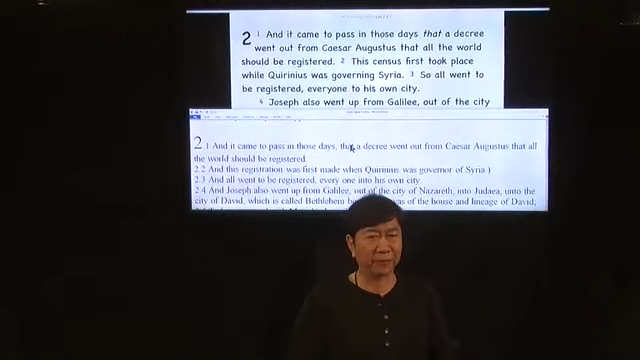 2 1 And it came to pass in those days that a decree
went out from Caesar Augustus that all the world
should be registered. 2 This census first took place
while Quirinius was governing Syria. 3 So all went to
be registered, everyone to his own city.
4 Joseph also went up from Galilee, out of the city
2.1 And it came to pass in those days, that a decree went out from Caesar Augustus that all
the world should be registered.
2.2 And this registration was first made when Quirinius was governor of Syria.)
2.3 And all went to be registered, every one into his own city
2.4 And Joseph also went up from Galilee, out of the city of Nazareth, into Judaea, unto the
city of David, which is called Bethlehem was of the house and lineage of David;